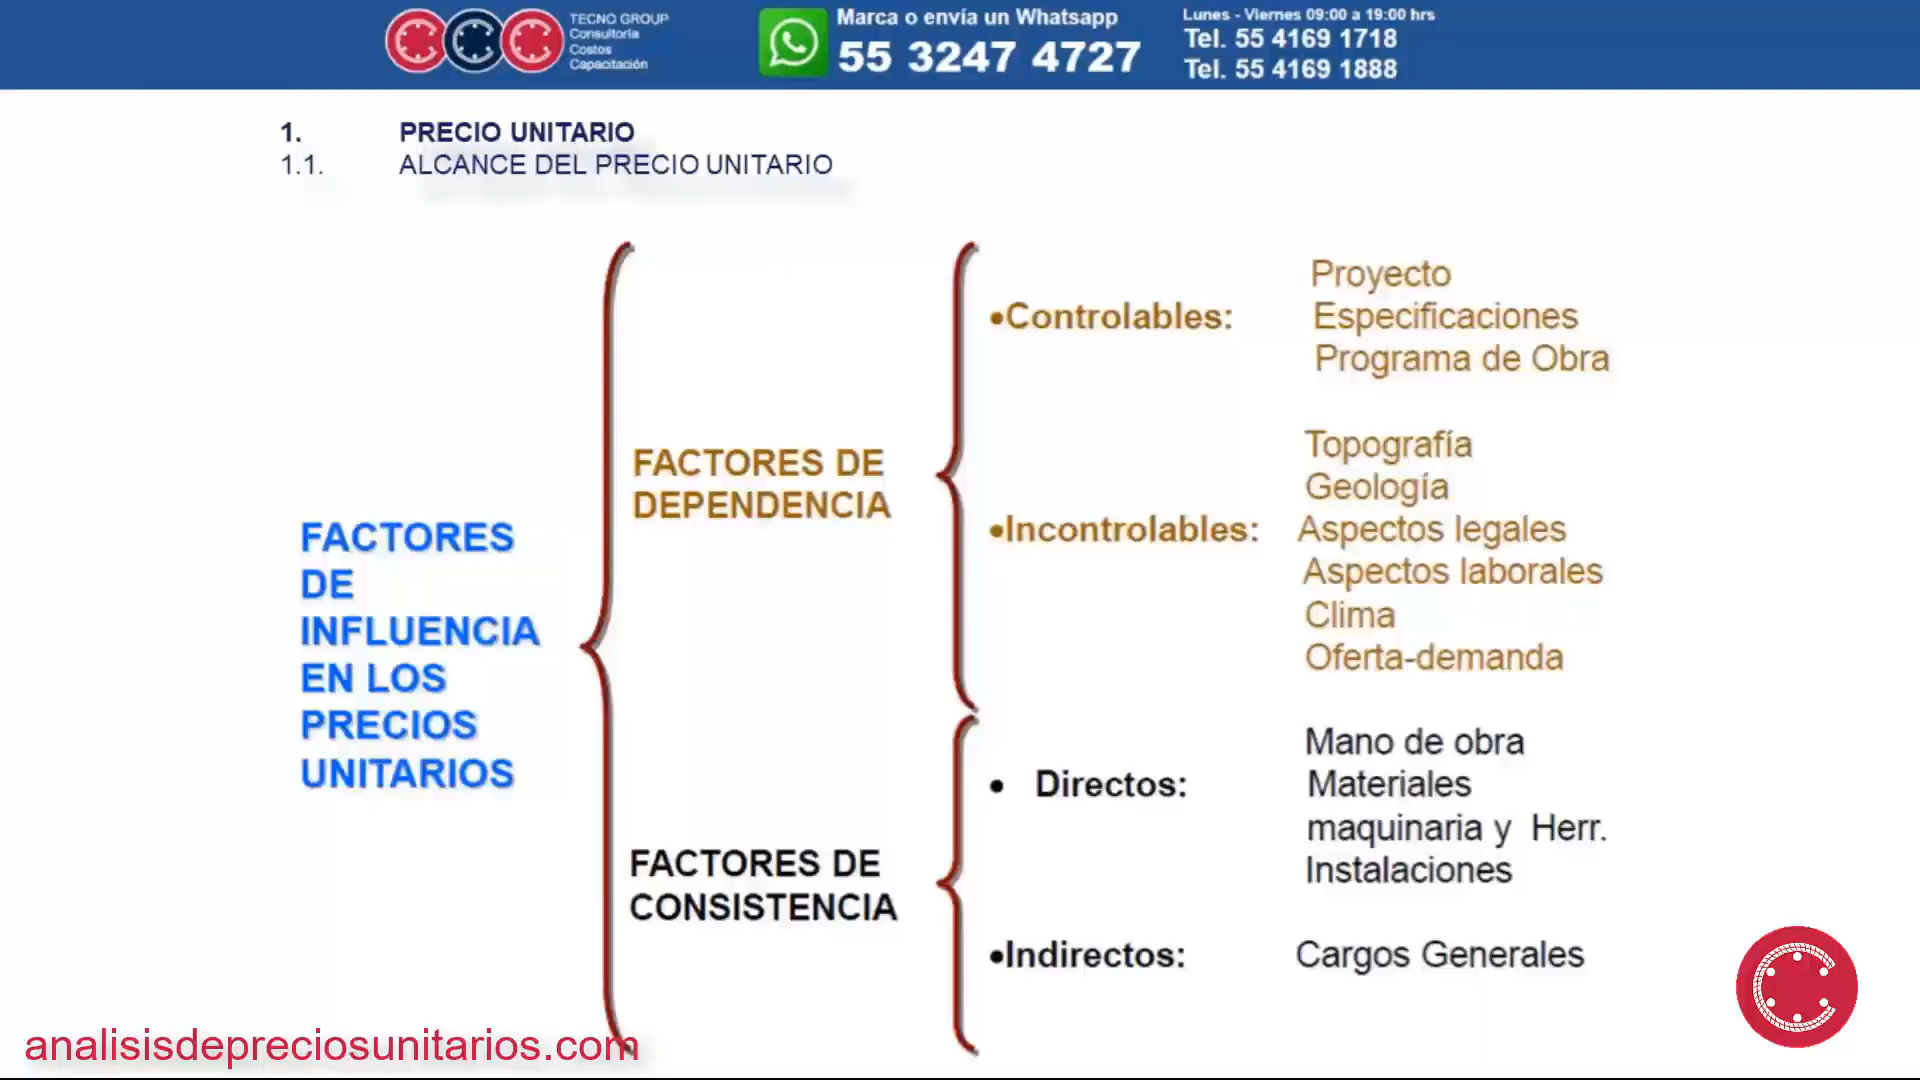 TECNO GROUP
Consultoría
Costos
Capacitación
Marca o envía un Whatsapp
55 3247 4727
Lunes - Viernes 09:00 a 19:00 hrs
Tel. 55 4169 1718
Tel. 55 4169 1888
1. PRECIO UNITARIO
1.1. ALCANCE DEL PRECIO UNITARIO
FACTORES
DE
INFLUENCIA
EN LOS
PRECIOS
UNITARIOS
FACTORES DE
DEPENDENCIA
•Controlables:
Proyecto
Especificaciones
Programa de Obra
•Incontrolables:
Topografía
Geología
Aspectos legales
Aspectos laborales
Clima
Oferta-demanda
FACTORES DE
CONSISTENCIA
• Directos:
Mano de obra
Materiales
maquinaria y Herr.
Instalaciones
•Indirectos:
Cargos Generales
analisisdepreciosunitarios.com